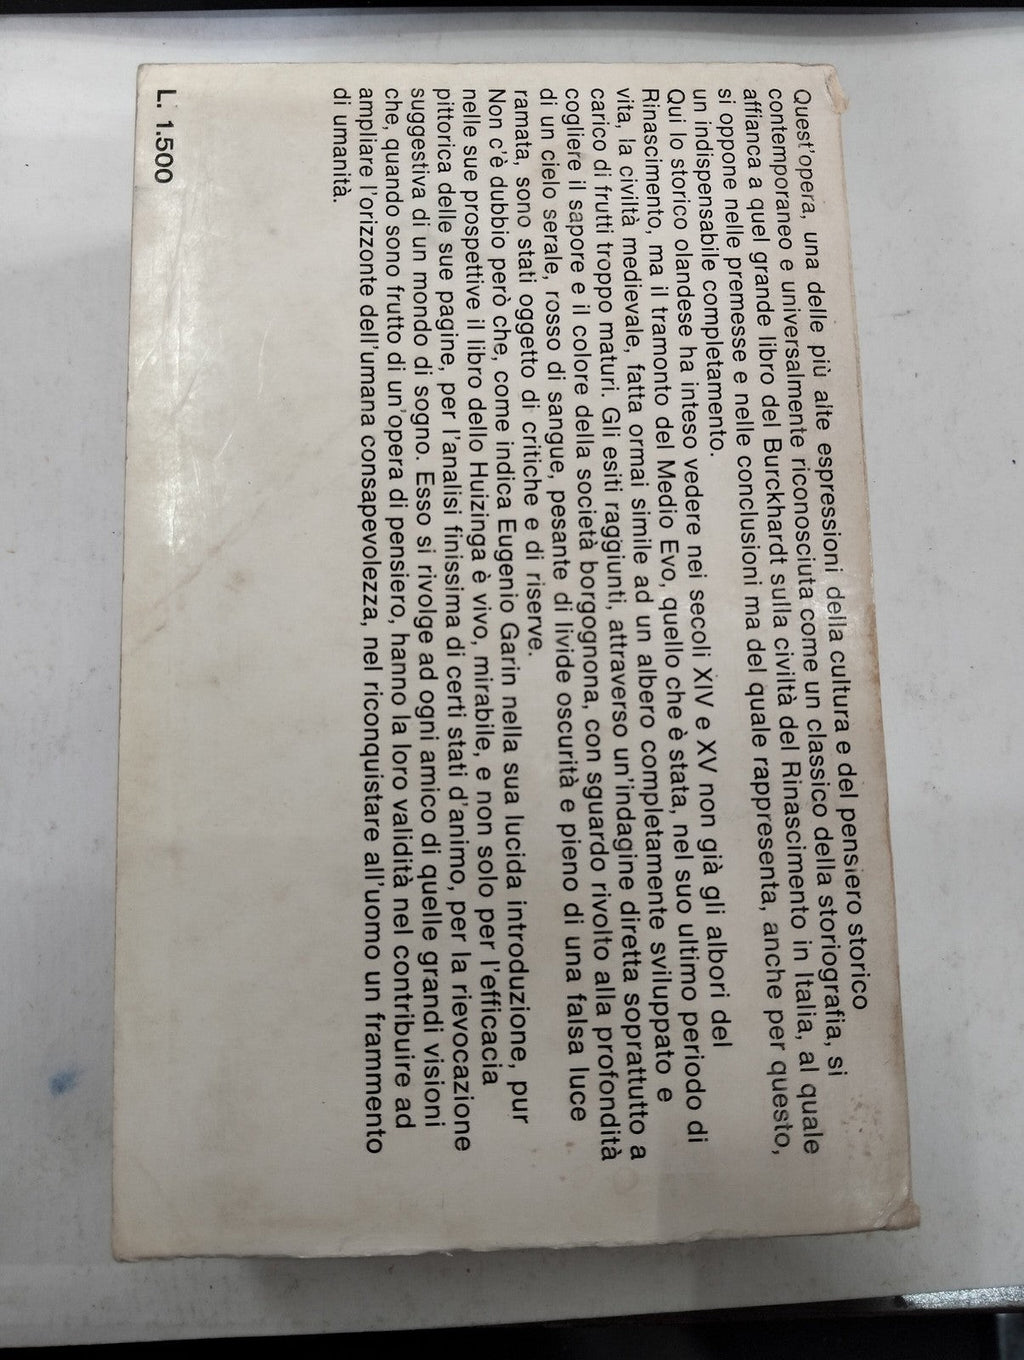 Quest'opera, una delle più alte espressioni della cultura e del pensiero storico
contemporaneo e universalmente riconosciuta come un classico della storiografia, si
affianca a quel grande libro del Burckhardt sulla civiltà del Rinascimento in Italia, al quale
si oppone nelle premesse e nelle conclusioni ma del quale rappresenta, anche per questo,
un indispensabile completamento.
Qui lo storico olandese ha inteso vedere nei secoli XIV e XV non già gli albori del
Rinascimento, ma il tramonto del Medio Evo, quello che è stata, nel suo ultimo periodo di
vita, la civiltà medievale, fatta ormai simile ad un albero completamente sviluppato e
carico di frutti troppo maturi. Gli esiti raggiunti, attraverso un'indagine diretta soprattutto a
cogliere il sapore e il colore della società borgognona, con sguardo rivolto alla profondità
di un cielo serale, rosso di sangue, pesante di livide oscurità e pieno di una falsa luce
ramata, sono stati oggetto di critiche e di riserve.
Non c'è dubbio però che, come indica Eugenio Garin nella sua lucida introduzione, pur
nelle sue prospettive il libro dello Huizinga è vivo, mirabile, e non solo per l'efficacia
pittorica delle sue pagine, per l'analisi finissima di certi stati d'animo, per la rievocazione
suggestiva di un mondo di sogno. Esso si rivolge ad ogni amico di quelle grandi visioni
che, quando sono frutto di un'opera di pensiero, hanno la loro validità nel contribuire ad
ampliare l'orizzonte dell'umana consapevolezza, nel riconquistare all'uomo un frammento
di umanità.
L. 1.500